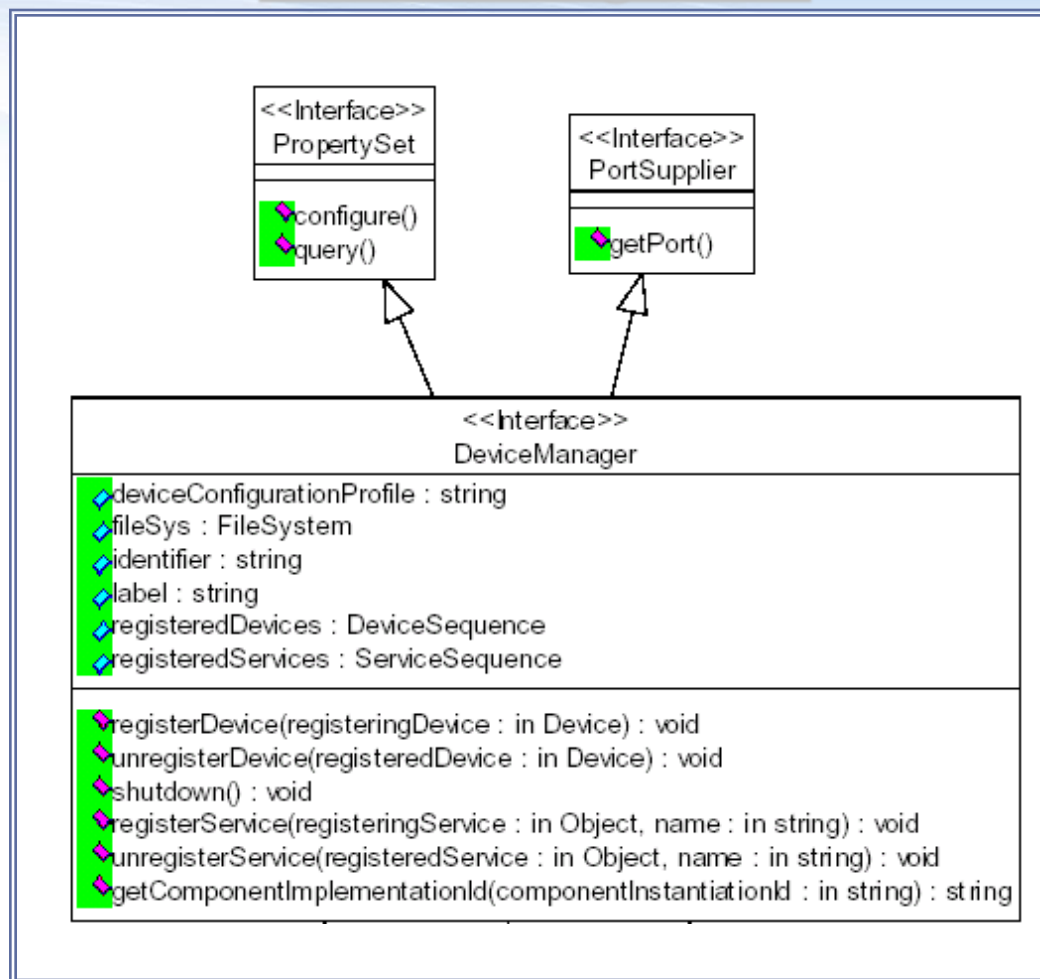 <<Interface>>
PropertySet
configure()
query()
<<Interface>>
PortSupplier
getPort()
<<Interface>>
DeviceManager
deviceConfigurationProfile : string
fileSys : FileSystem
identifier : string
label : string
registeredDevices : DeviceSequence
registeredServices : ServiceSequence
registerDevice(registeringDevice : in Device) : void
unregisterDevice(registeredDevice : in Device) : void
shutdown() : void
registerService(registeringService : in Object, name : in string) : void
unregisterService(registeredService : in Object, name : in string) : void
getComponentImplementationId(componentInstantiationId : in string) : string